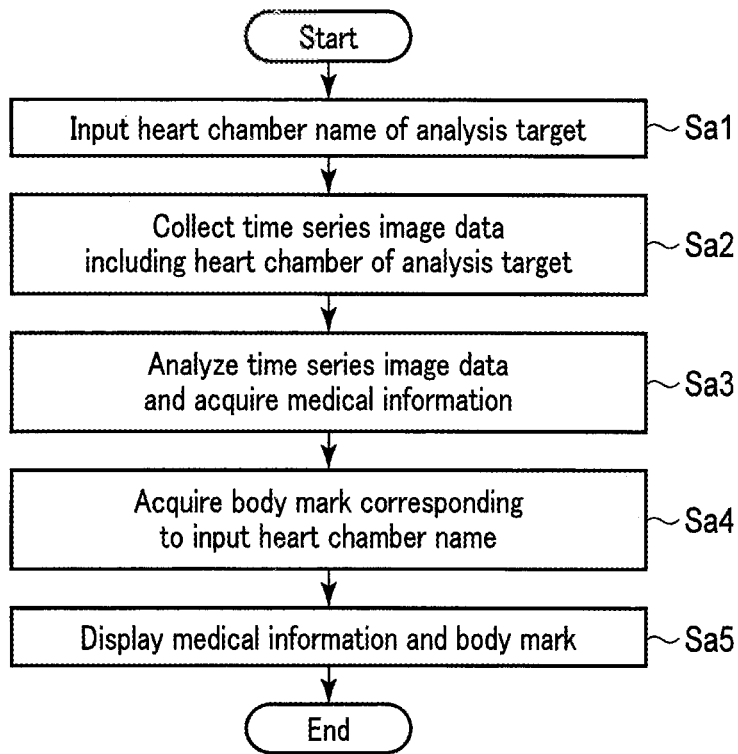 Start
Input heart chamber name of analysis target
Sa1
Collect time series image data
including heart chamber of analysis target
Sa2
Analyze time series image data
and acquire medical information
Sa3
Acquire body mark corresponding
to input heart chamber name
Sa4
Display medical information and body mark
Sa5
End